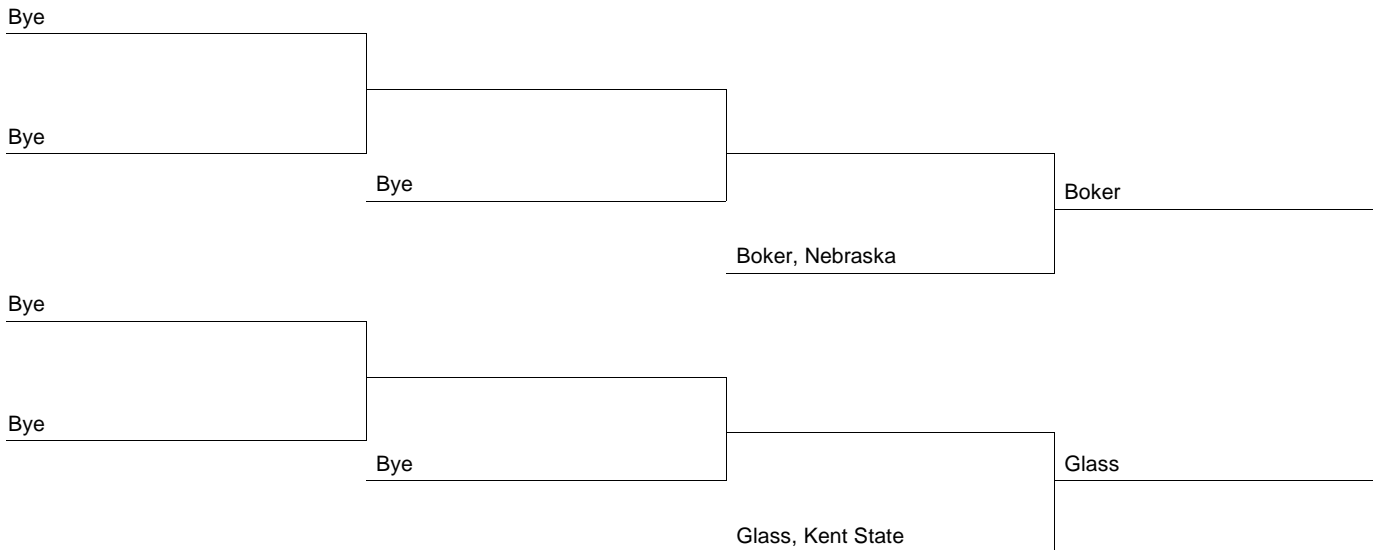 Bye
Bye
Bye
Boker
Boker, Nebraska
Bye
Bye
Bye
Glass
Glass, Kent State